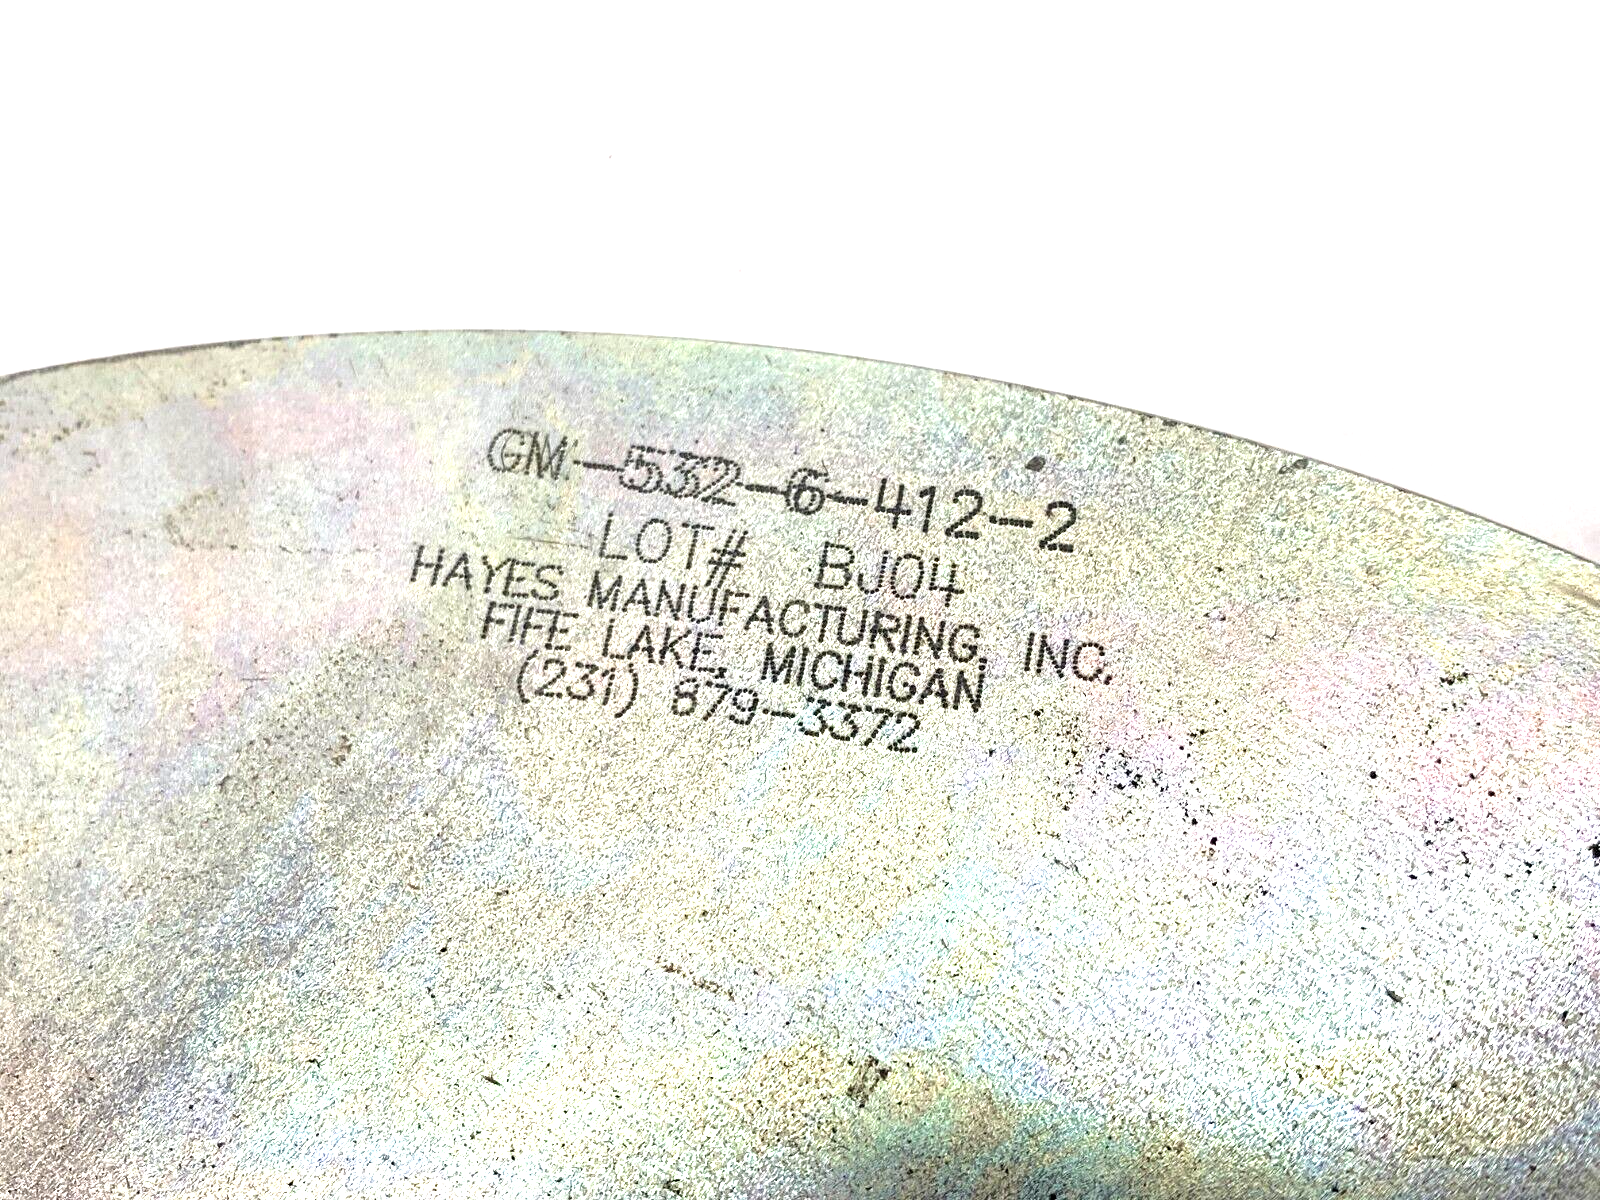 GM-532-6-412-2
LOT# BJ04
HAYES MANUFACTURING, INC.
FIFE LAKE, MICHIGAN
(231) 879-3372